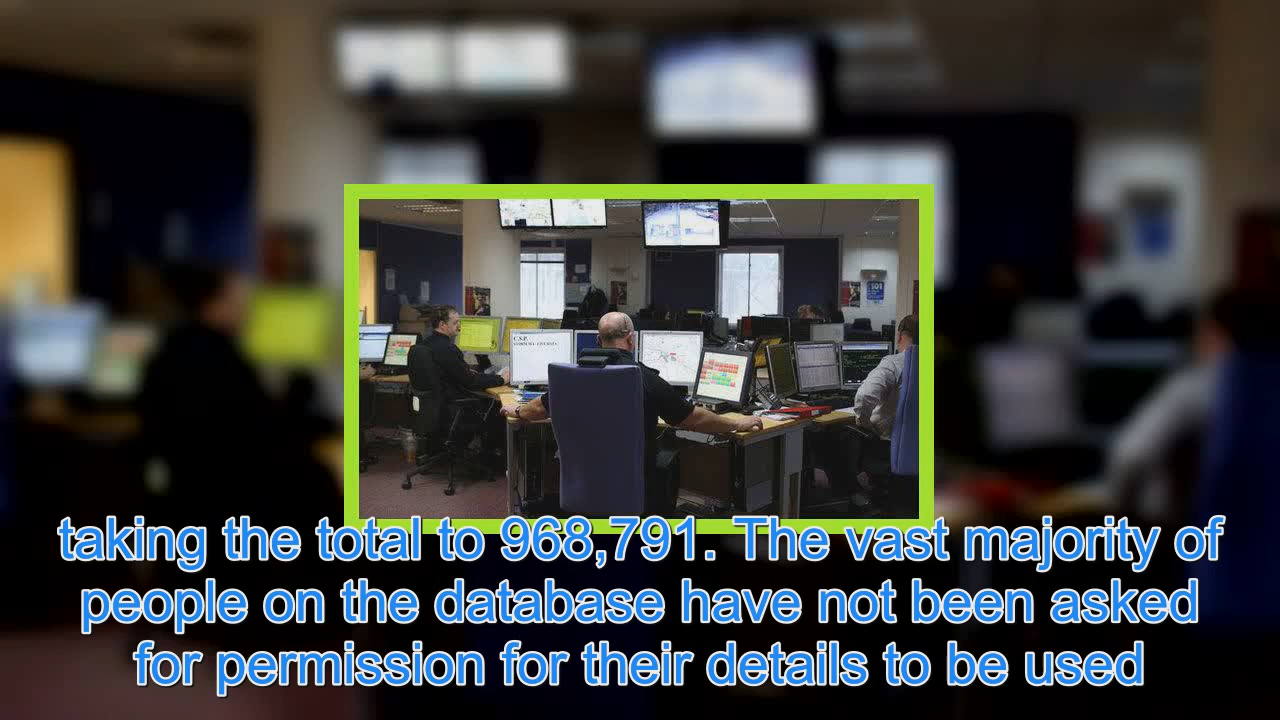 C.S.P.
101
taking the total to 968,791. The vast majority of
people on the database have not been asked
for permission for their details to be used